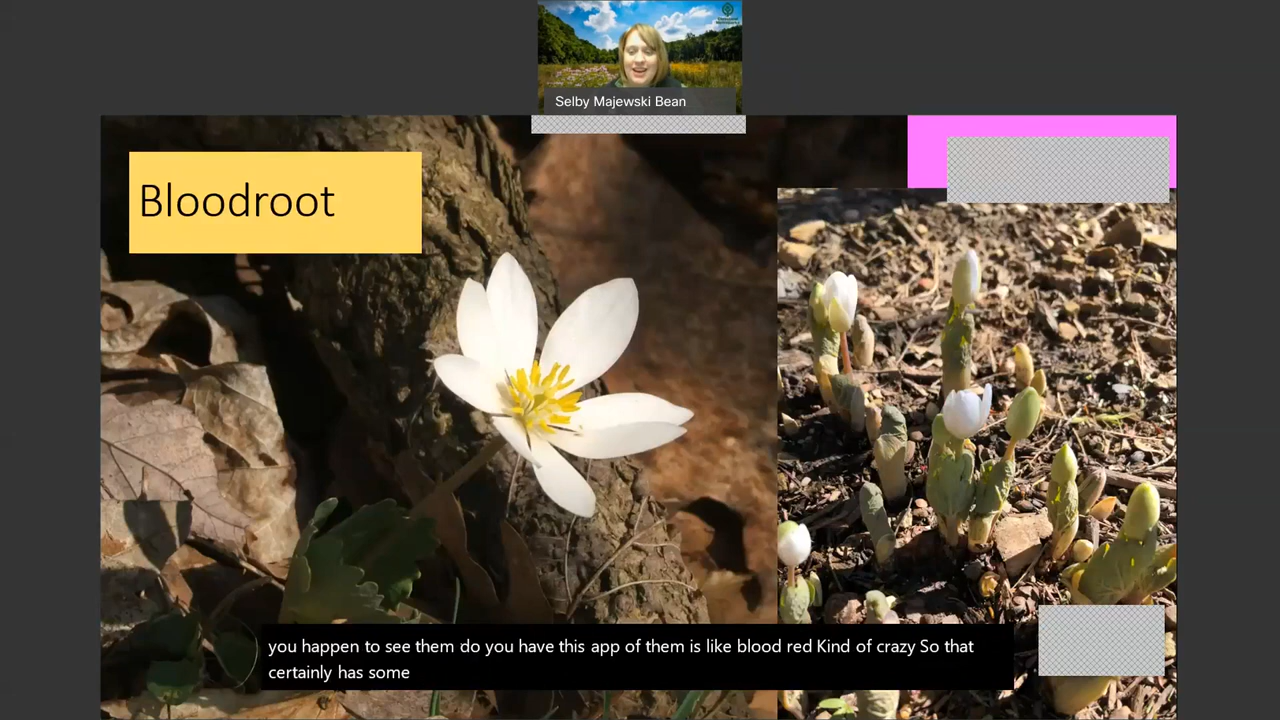 Selby Majewski Bean
Bloodroot
you happen to see them do you have this app of them is like blood red Kind of crazy So that
certainly has some